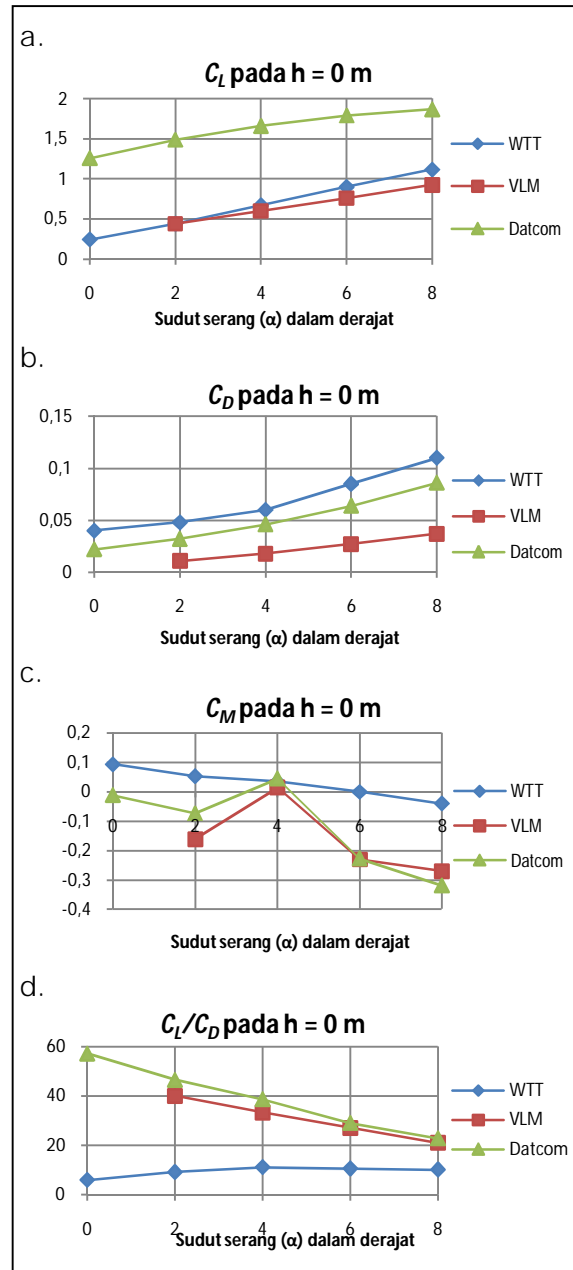 a.
C_L pada h = 0 m
2
1,5
1
0,5
0
0 2 4 6 8
Sudut serang (α) dalam derajat
WTT
VLM
Datcom
b.
C_D pada h = 0 m
0,15
0,1
0,05
0
0 2 4 6 8
Sudut serang (α) dalam derajat
WTT
VLM
Datcom
c.
C_M pada h = 0 m
0,2
0,1
0
-0,1
-0,2
-0,3
-0,4
0 2 4 6 8
Sudut serang (α) dalam derajat
WTT
VLM
Datcom
d.
C_L/C_D pada h = 0 m
60
40
20
0
0 2 4 6 8
Sudut serang (α) dalam derajat
WTT
VLM
Datcom